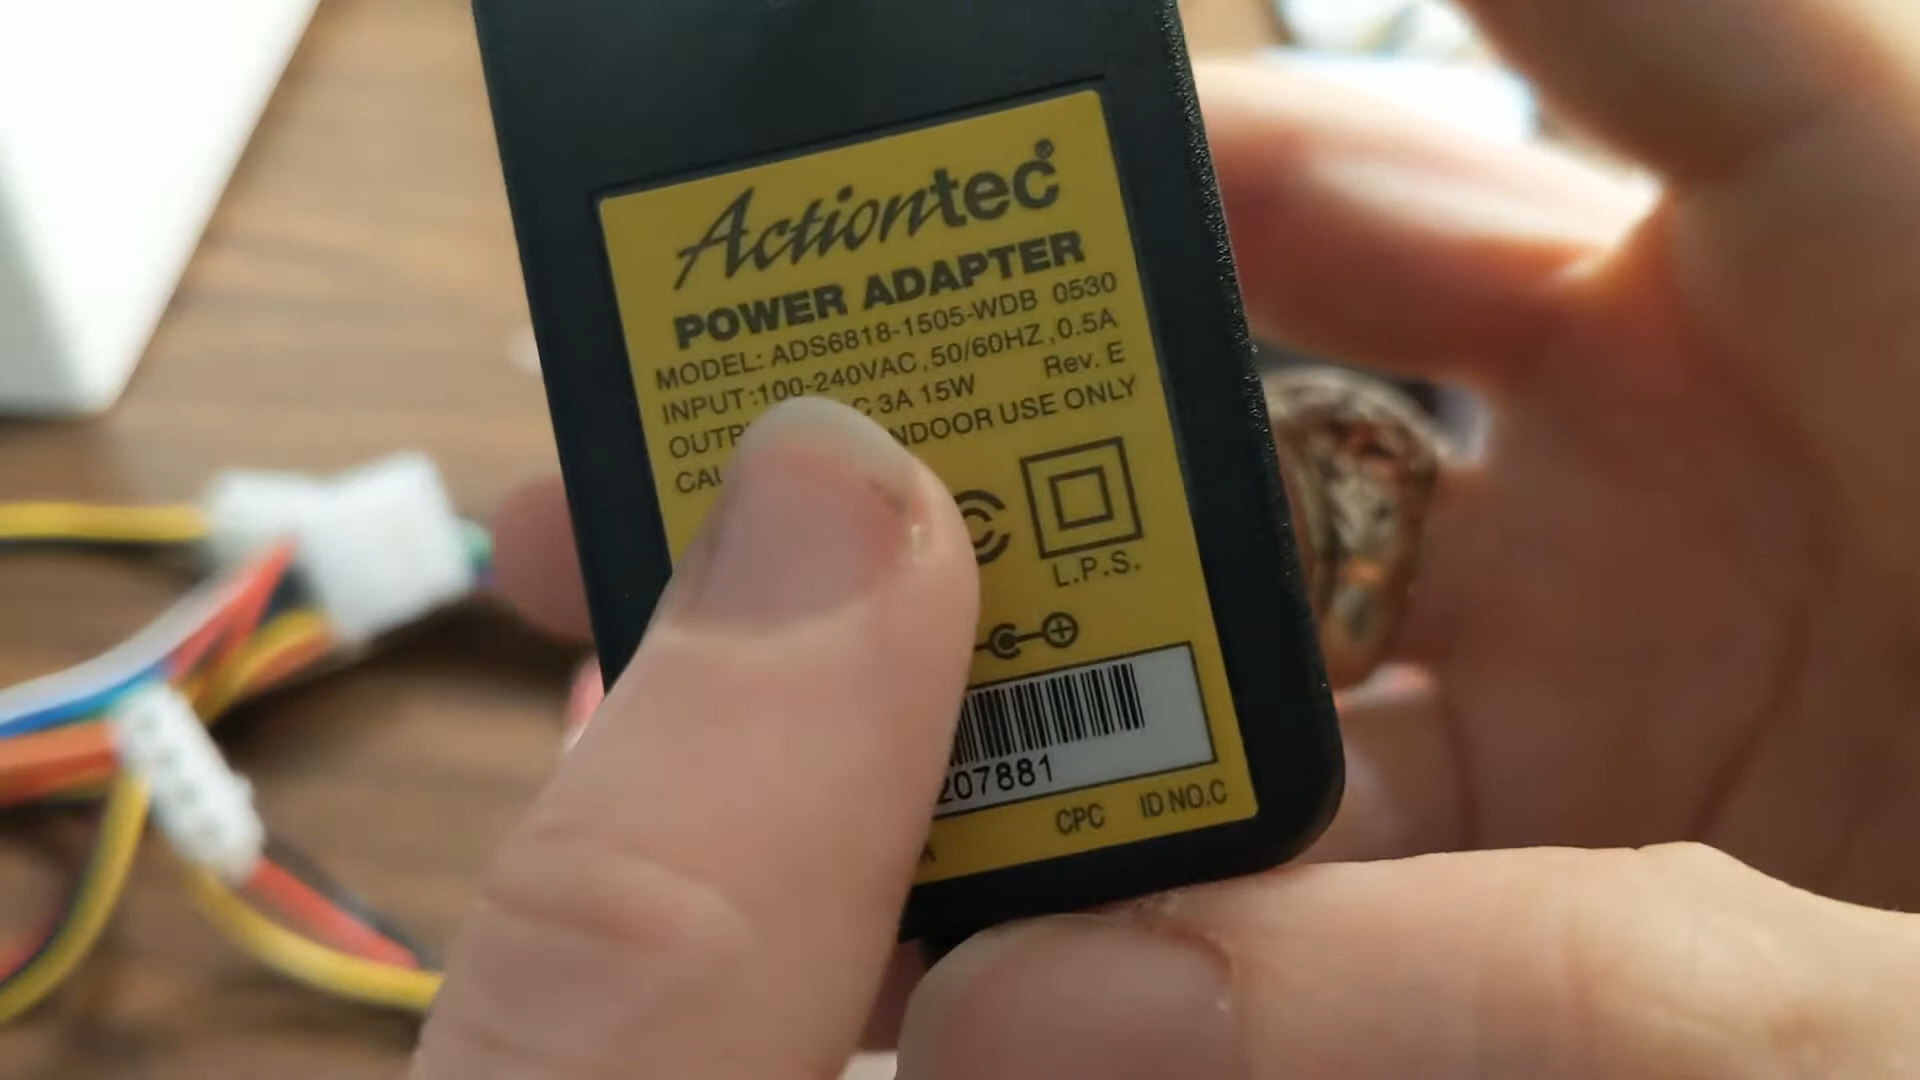 Actiontec®
POWER ADAPTER
MODEL: ADS6818-1505-WDB 0530
INPUT:100-240VAC,50/60HZ,0.5A
3A 15W Rev. E
USE ONLY
L.P.S.
207881
CPC ID NO.C